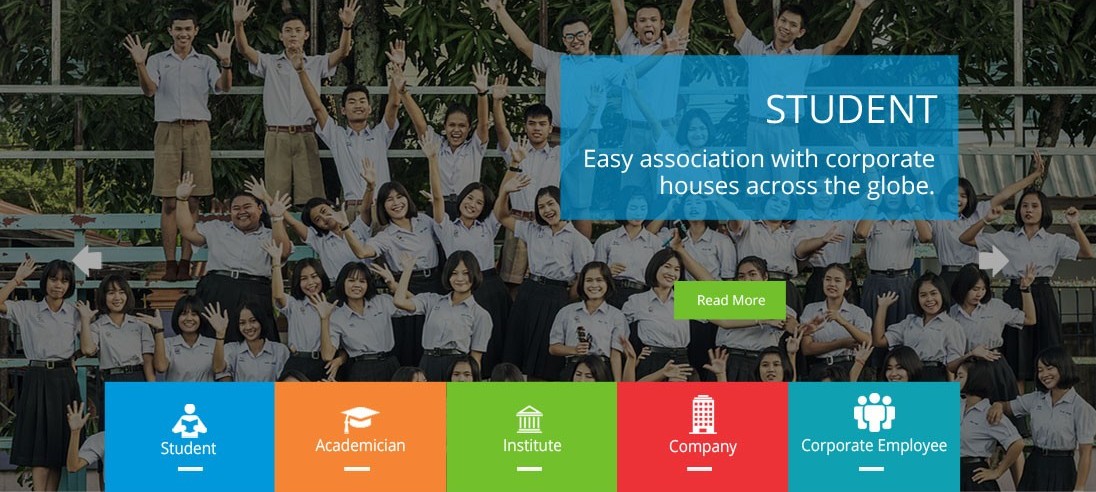 STUDENT
Easy association with corporate
houses across the globe.
Read More
Student
Academician
Institute
Company
Corporate Employee